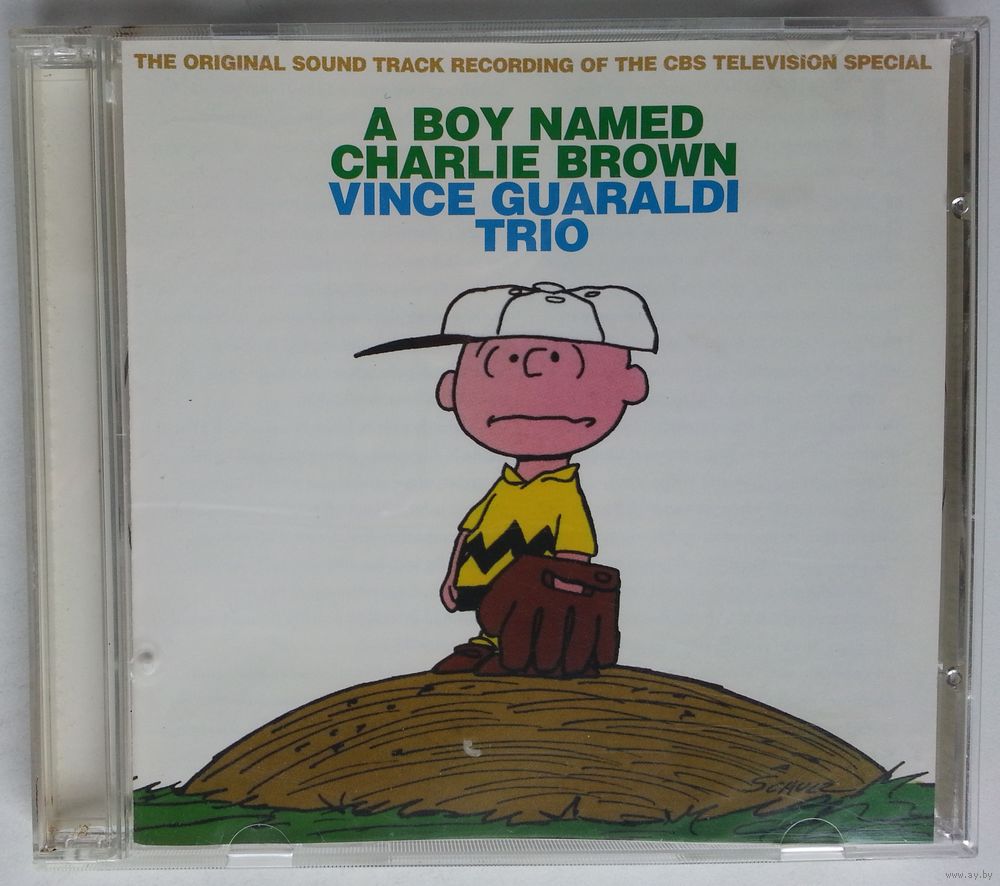 THE ORIGINAL SOUND TRACK RECORDING OF THE CBS TELEVISION SPECIAL
A BOY NAMED
CHARLIE BROWN
VINCE GUARALDI
TRIO
SCHULZ
www.ay.by